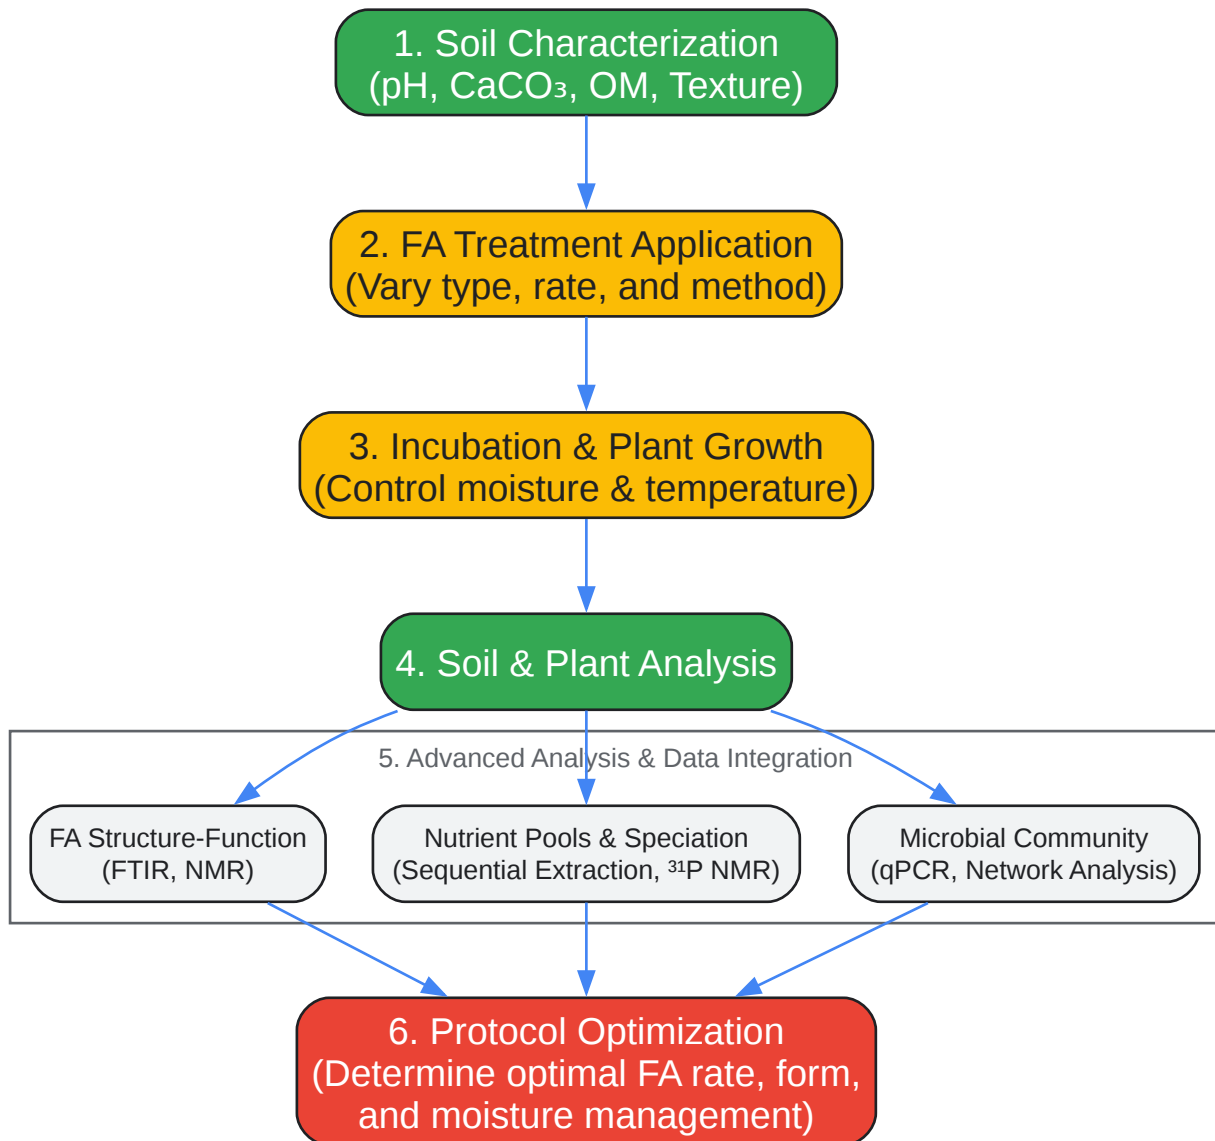 1. Soil Characterization
(pH, CaCO₃, OM, Texture)
2. FA Treatment Application
(Vary type, rate, and method)
3. Incubation & Plant Growth
(Control moisture & temperature)
4. Soil & Plant Analysis
5. Advanced Analysis & Data Integration
FA Structure-Function
(FTIR, NMR)
Nutrient Pools & Speciation
(Sequential Extraction, ³¹P NMR)
Microbial Community
(qPCR, Network Analysis)
6. Protocol Optimization
(Determine optimal FA rate, form,
and moisture management)